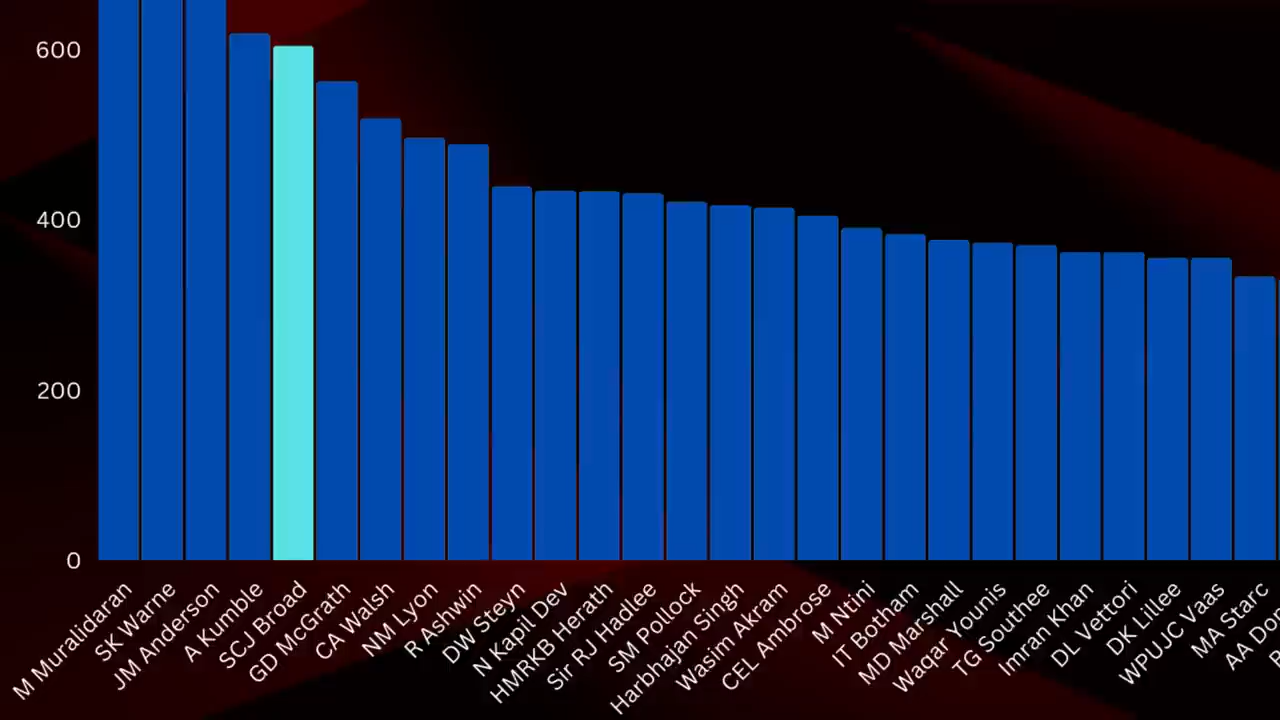 600
400
200
0
M Muralidaran
SK Warne
JM Anderson
A Kumble
SCJ Broad
GD McGrath
CA Walsh
NM Lyon
R Ashwin
DW Steyn
N Kapil Dev
HMRKB Herath
Sir RJ Hadlee
SM Pollock
Harbhajan Singh
Wasim Akram
CEL Ambrose
M Ntini
IT Botham
MD Marshall
Waqar Younis
TG Southee
Imran Khan
DL Vettori
DK Lillee
WPUJC Vaas
MA Starc
AA